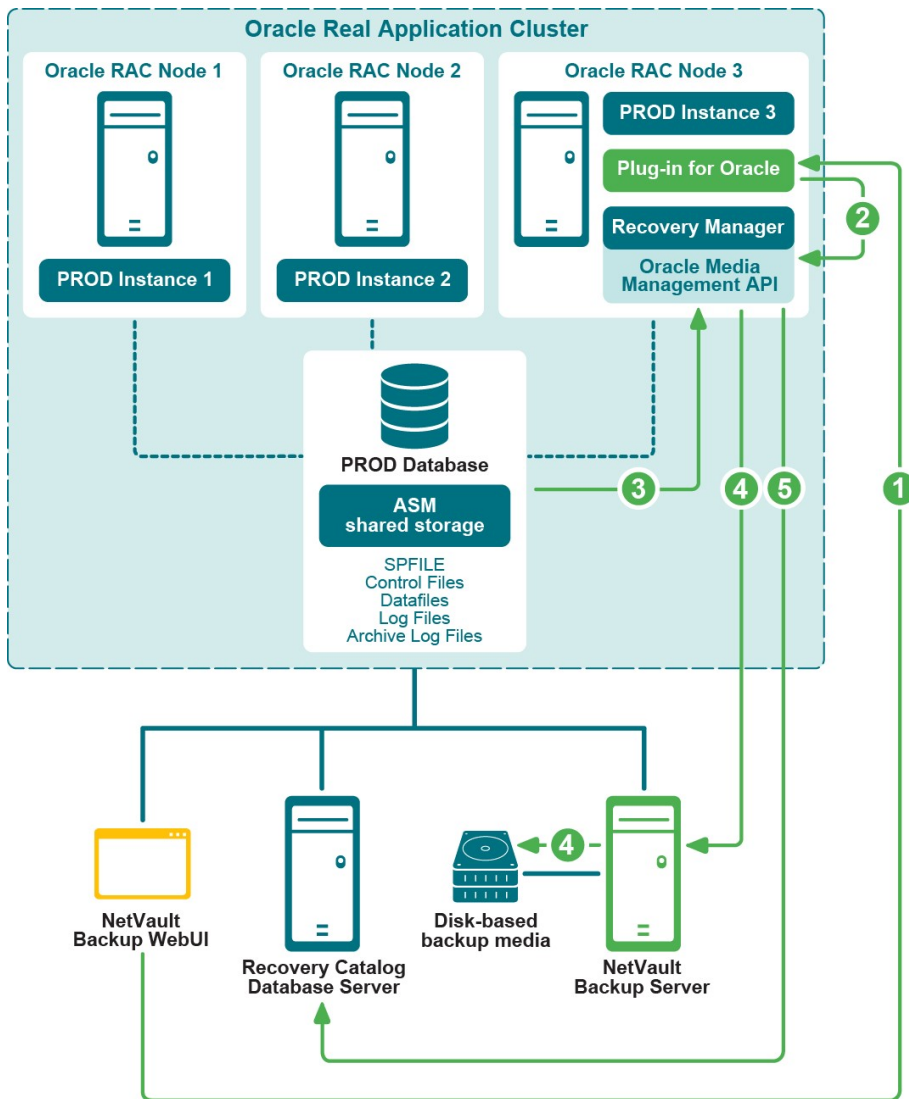 Oracle Real Application Cluster
Oracle RAC Node 1
Oracle RAC Node 2
Oracle RAC Node 3
PROD Instance 3
Plug-in for Oracle
2
1
Recovery Manager
Oracle Media
Management API
PROD Instance 1
PROD Instance 2
PROD Database
3
4
5
1
ASM
shared storage
SPFILE
Control Files
Datafiles
Log Files
Archive Log Files
4
NetVault
Backup WebUI
Recovery Catalog
Database Server
Disk-based
backup media
NetVault
Backup Server